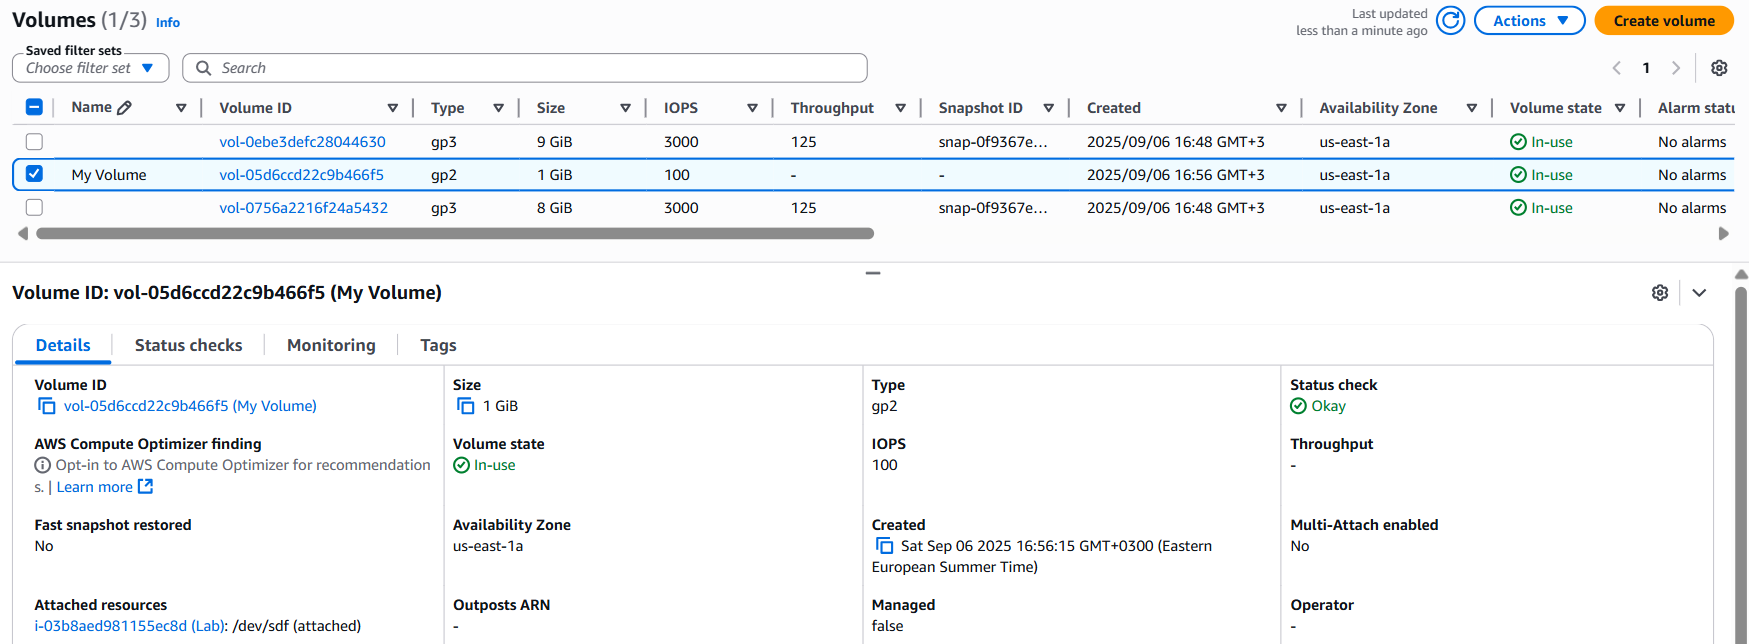 Volumes (1/3) Info
Last updated
less than a minute ago
Actions
Create volume
Saved filter sets
Choose filter set
Search
1
Name Volume ID Type Size IOPS Throughput Snapshot ID Created Availability Zone Volume state Alarm statu
vol-0ebe3defc28044630 gp3 9 GiB 3000 125 snap-0f9367e... 2025/09/06 16:48 GMT+3 us-east-1a In-use No alarms
My Volume vol-05d6ccd22c9b466f5 gp2 1 GiB 100 - - 2025/09/06 16:56 GMT+3 us-east-1a In-use No alarms
vol-0756a2216f24a5432 gp3 8 GiB 3000 125 snap-0f9367e... 2025/09/06 16:48 GMT+3 us-east-1a In-use No alarms
Volume ID: vol-05d6ccd22c9b466f5 (My Volume)
Details Status checks Monitoring Tags
Volume ID
vol-05d6ccd22c9b466f5 (My Volume)
Size
1 GiB
Type
gp2
Status check
Okay
AWS Compute Optimizer finding
Opt-in to AWS Compute Optimizer for recommendation
s. | Learn more
Volume state
In-use
IOPS
100
Throughput
-
Fast snapshot restored
No
Availability Zone
us-east-1a
Created
Sat Sep 06 2025 16:56:15 GMT+0300 (Eastern
European Summer Time)
Multi-Attach enabled
No
Attached resources
i-03b8aed981155ec8d (Lab): /dev/sdf (attached)
Outposts ARN
-
Managed
false
Operator
-